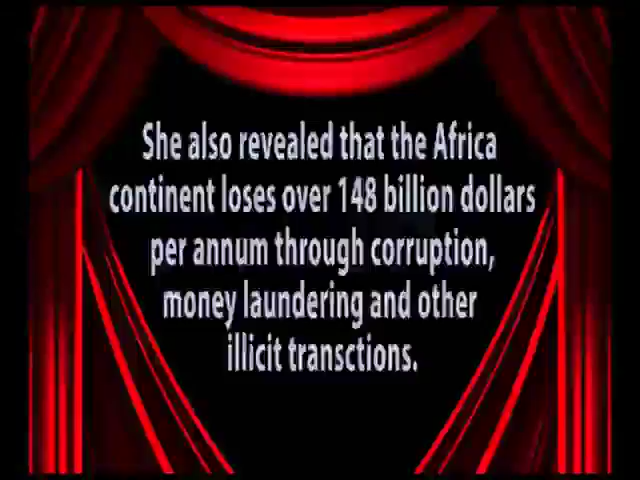 She also revealed that the Africa
continent loses over 148 billion dollars
per annum through corruption,
money laundering and other
illicit transctions.